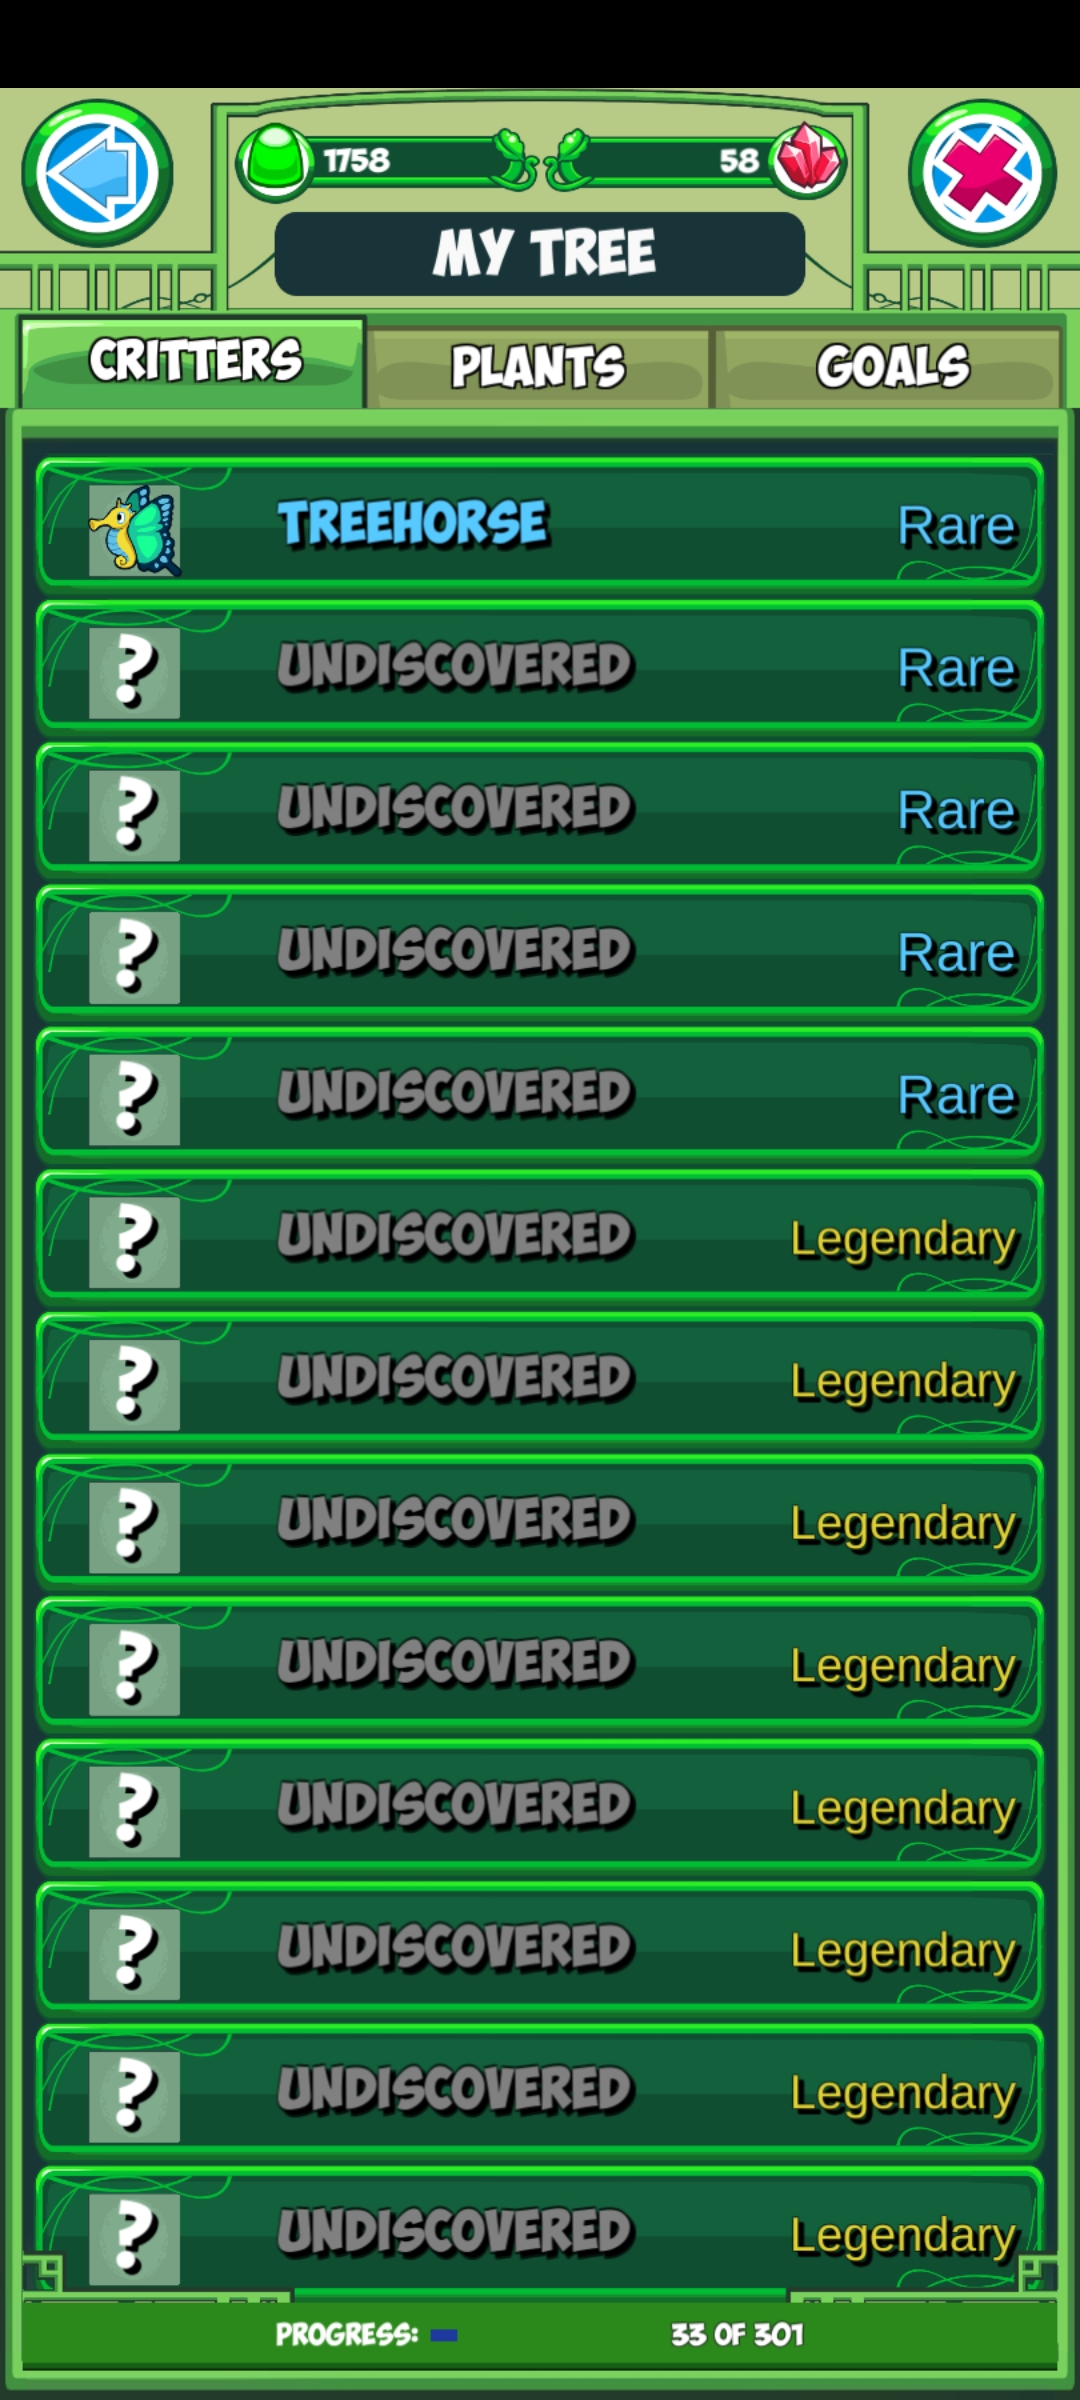 1758
58
MY TREE
CRITTERS
PLANTS
GOALS
TREEHORSE
Rare
?
UNDISCOVERED
Rare
?
UNDISCOVERED
Rare
?
UNDISCOVERED
Rare
?
UNDISCOVERED
Rare
?
UNDISCOVERED
Legendary
?
UNDISCOVERED
Legendary
?
UNDISCOVERED
Legendary
?
UNDISCOVERED
Legendary
?
UNDISCOVERED
Legendary
?
UNDISCOVERED
Legendary
?
UNDISCOVERED
Legendary
?
UNDISCOVERED
Legendary
PROGRESS:
33 OF 301